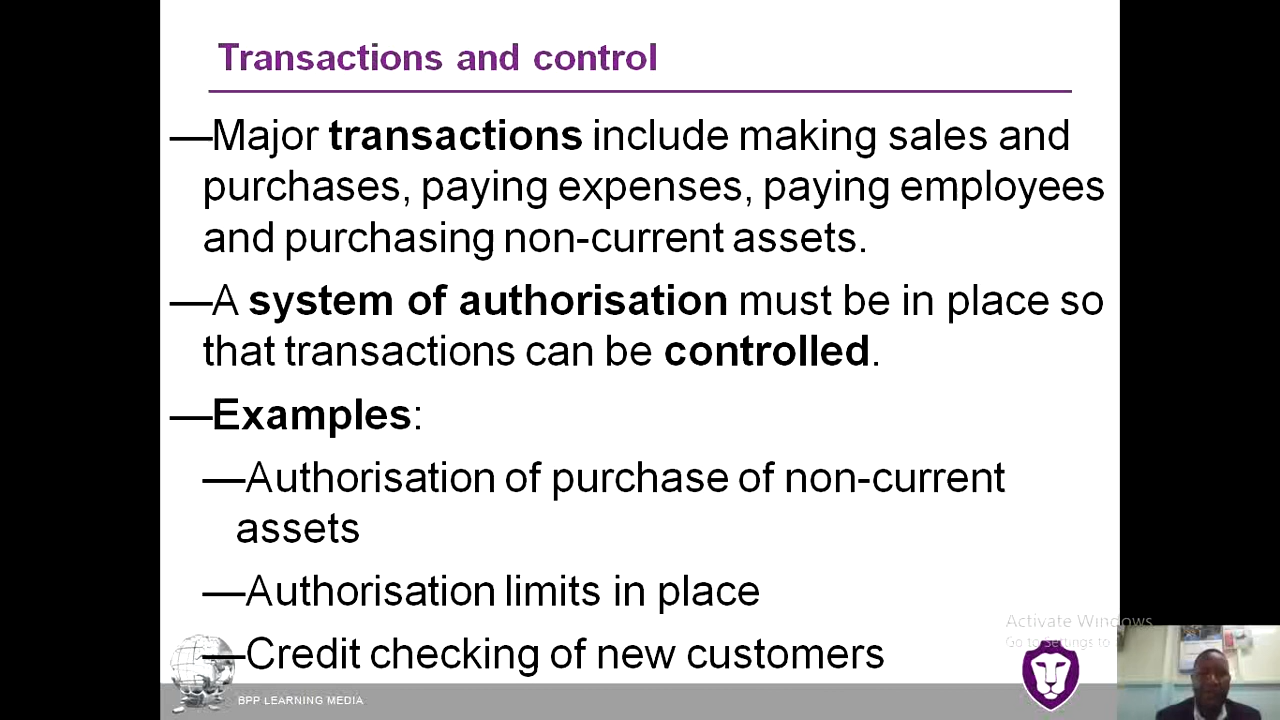 Transactions and control
—Major transactions include making sales and
purchases, paying expenses, paying employees
and purchasing non-current assets.
—A system of authorisation must be in place so
that transactions can be controlled.
—Examples:
—Authorisation of purchase of non-current
assets
—Authorisation limits in place
—Credit checking of new customers
Activate Windows
Go to Settings to
BPP LEARNING MEDIA